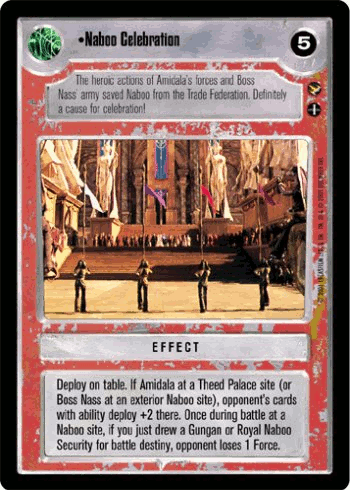 •Naboo Celebration
5
The heroic actions of Amidala's forces and Boss
Nass' army saved Naboo from the Trade Federation. Definitely
a cause for celebration!
EFFECT
Deploy on table. If Amidala at a Theed Palace site (or
Boss Nass at an exterior Naboo site), opponent's cards
with ability deploy +2 there. Once during battle at a
Naboo site, if you just drew a Gungan or Royal Naboo
Security for battle destiny, opponent loses 1 Force.